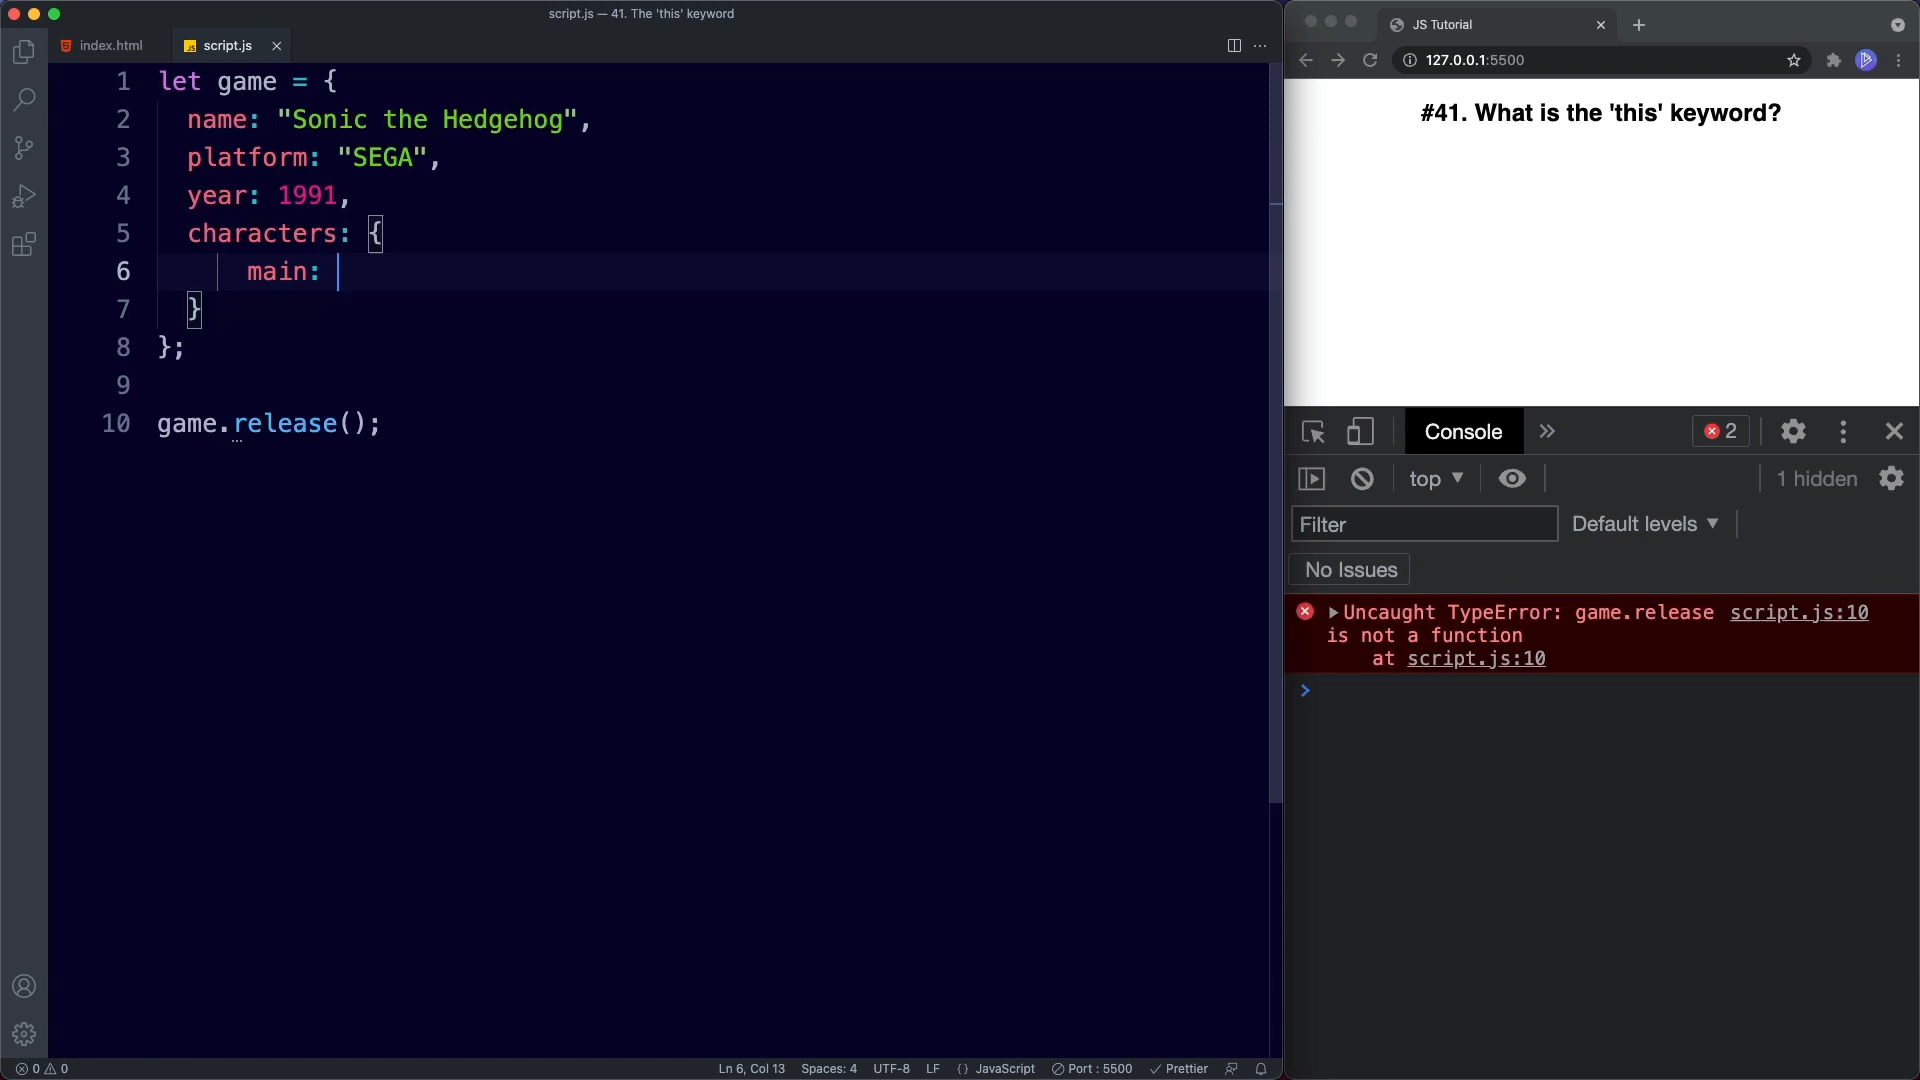 script.js — 41. The 'this' keyword
index.html
script.js
1 let game = {
2 name: "Sonic the Hedgehog",
3 platform: "SEGA",
4 year: 1991,
5 characters: {
6 main:
7 }
8 };
9
10 game.release();
0 0
Ln 6, Col 13 Spaces: 4 UTF-8 LF {} JavaScript Port : 5500 Prettier
JS Tutorial
127.0.0.1:5500
#41. What is the 'this' keyword?
Console 2
top 1 hidden
Filter Default levels
No Issues
Uncaught TypeError: game.release script.js:10
is not a function
at script.js:10